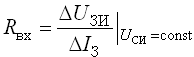 R_вх = ΔU_ЗИ / ΔI_З |_{U_СИ = const}